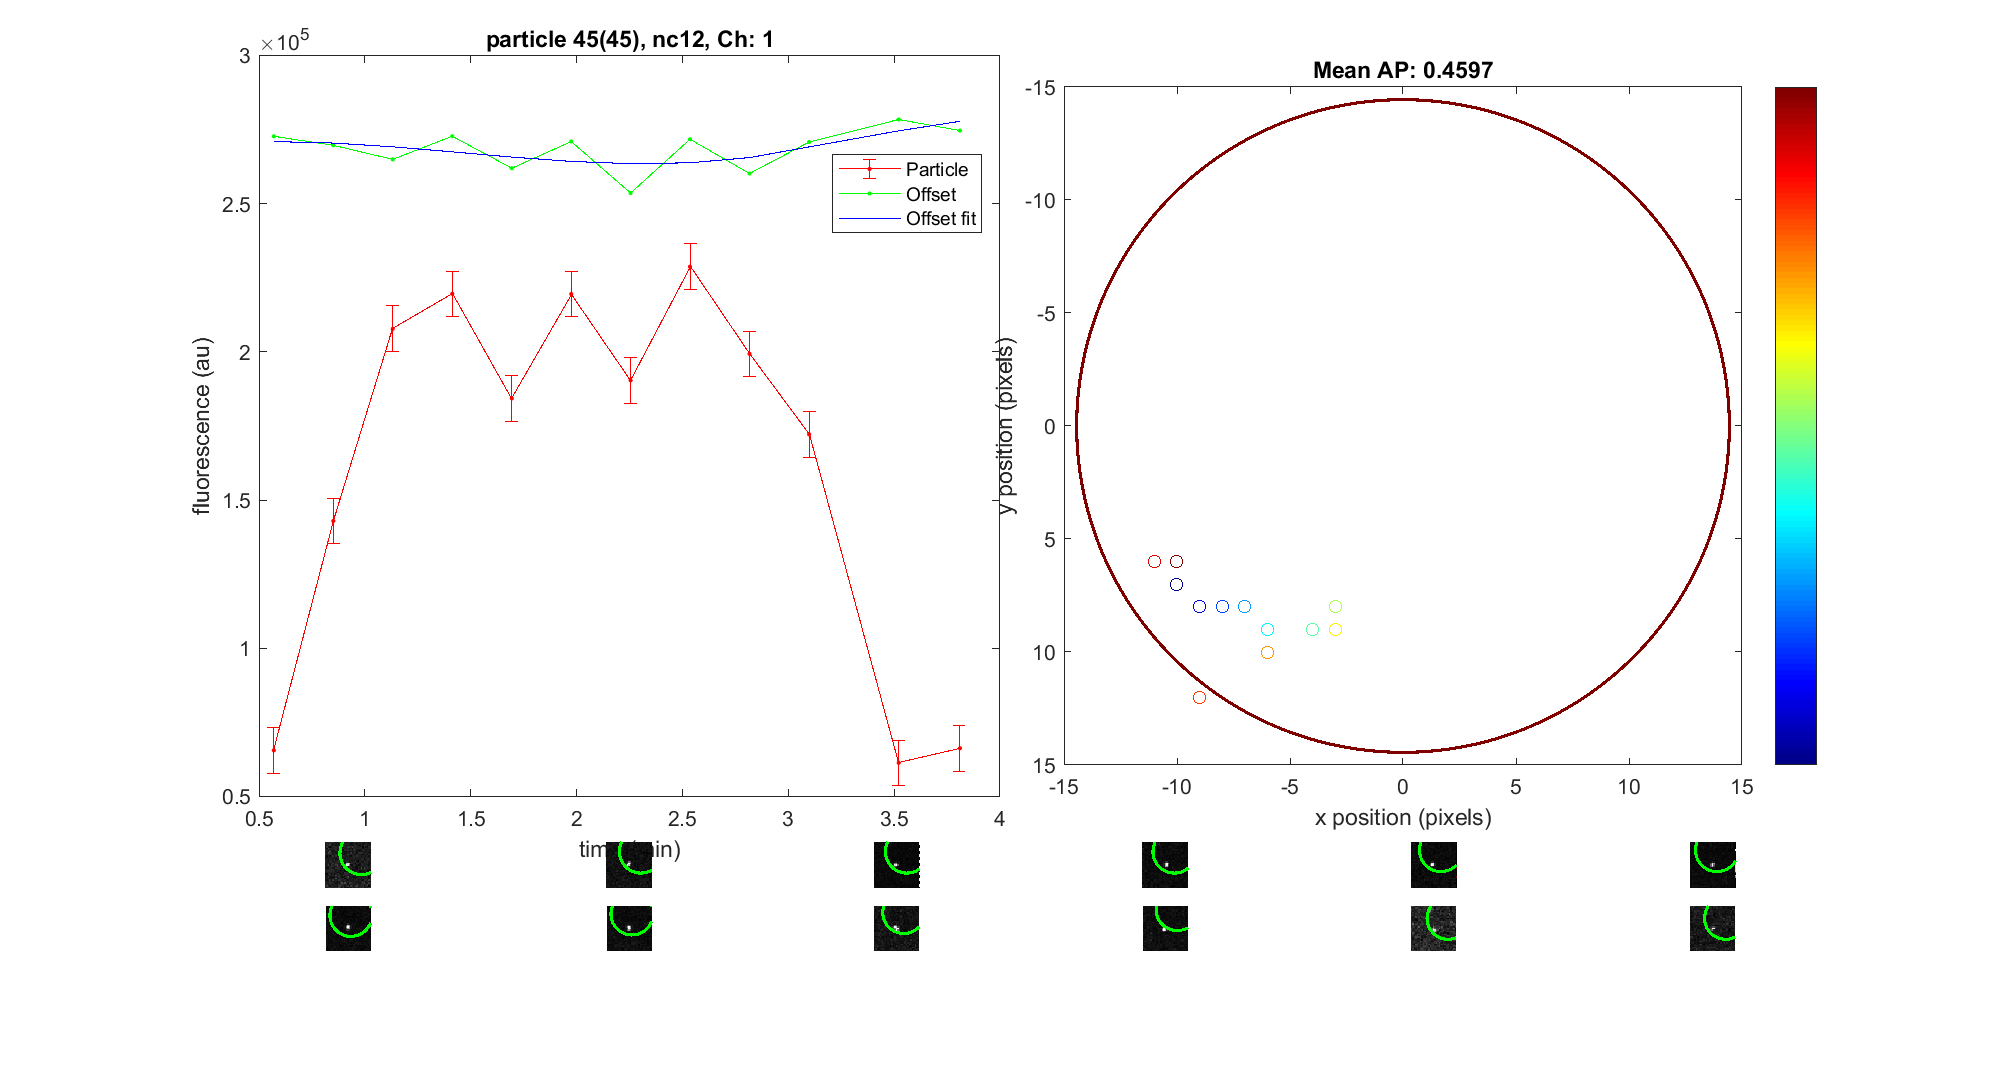 particle 45(45), nc12, Ch: 1
×10^5
3
2.5
2
1.5
1
0.5
fluorescence (au)
Particle
Offset
Offset fit
0.5 1 1.5 2 2.5 3 3.5 4
Mean AP: 0.4597
-15
-10
-5
0
5
10
15
y position (pixels)
-15 -10 -5 0 5 10 15
x position (pixels)